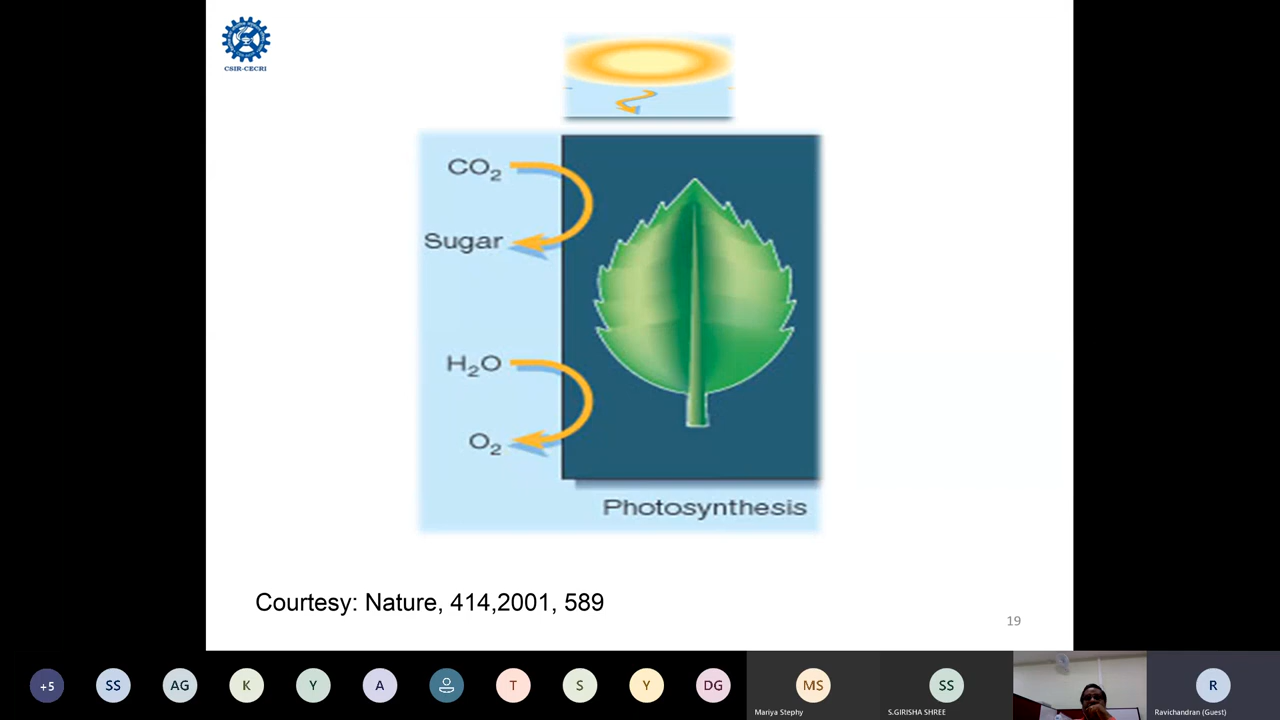 CSIR-CECRI
CO₂
Sugar
H₂O
O₂
Photosynthesis
Courtesy: Nature, 414,2001, 589
19
+5
SS
AG
K
Y
A
T
S
Y
DG
MS
Mariya Stephy
SS
S.GIRISHA SHREE
R
Ravichandran (Guest)